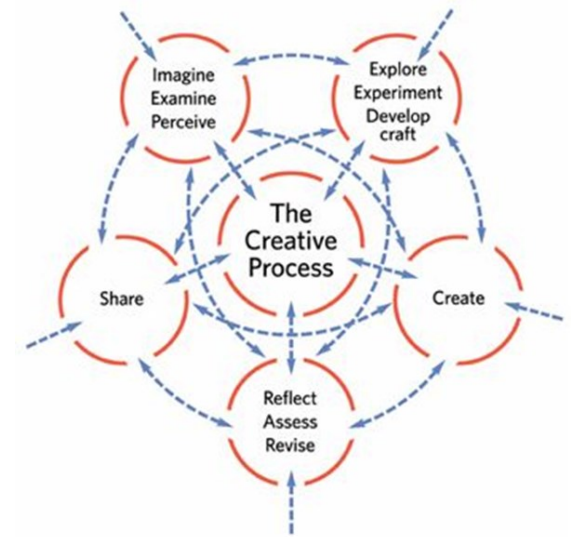 Imagine
Examine
Perceive
Explore
Experiment
Develop
craft
The
Creative
Process
Share
Create
Reflect
Assess
Revise